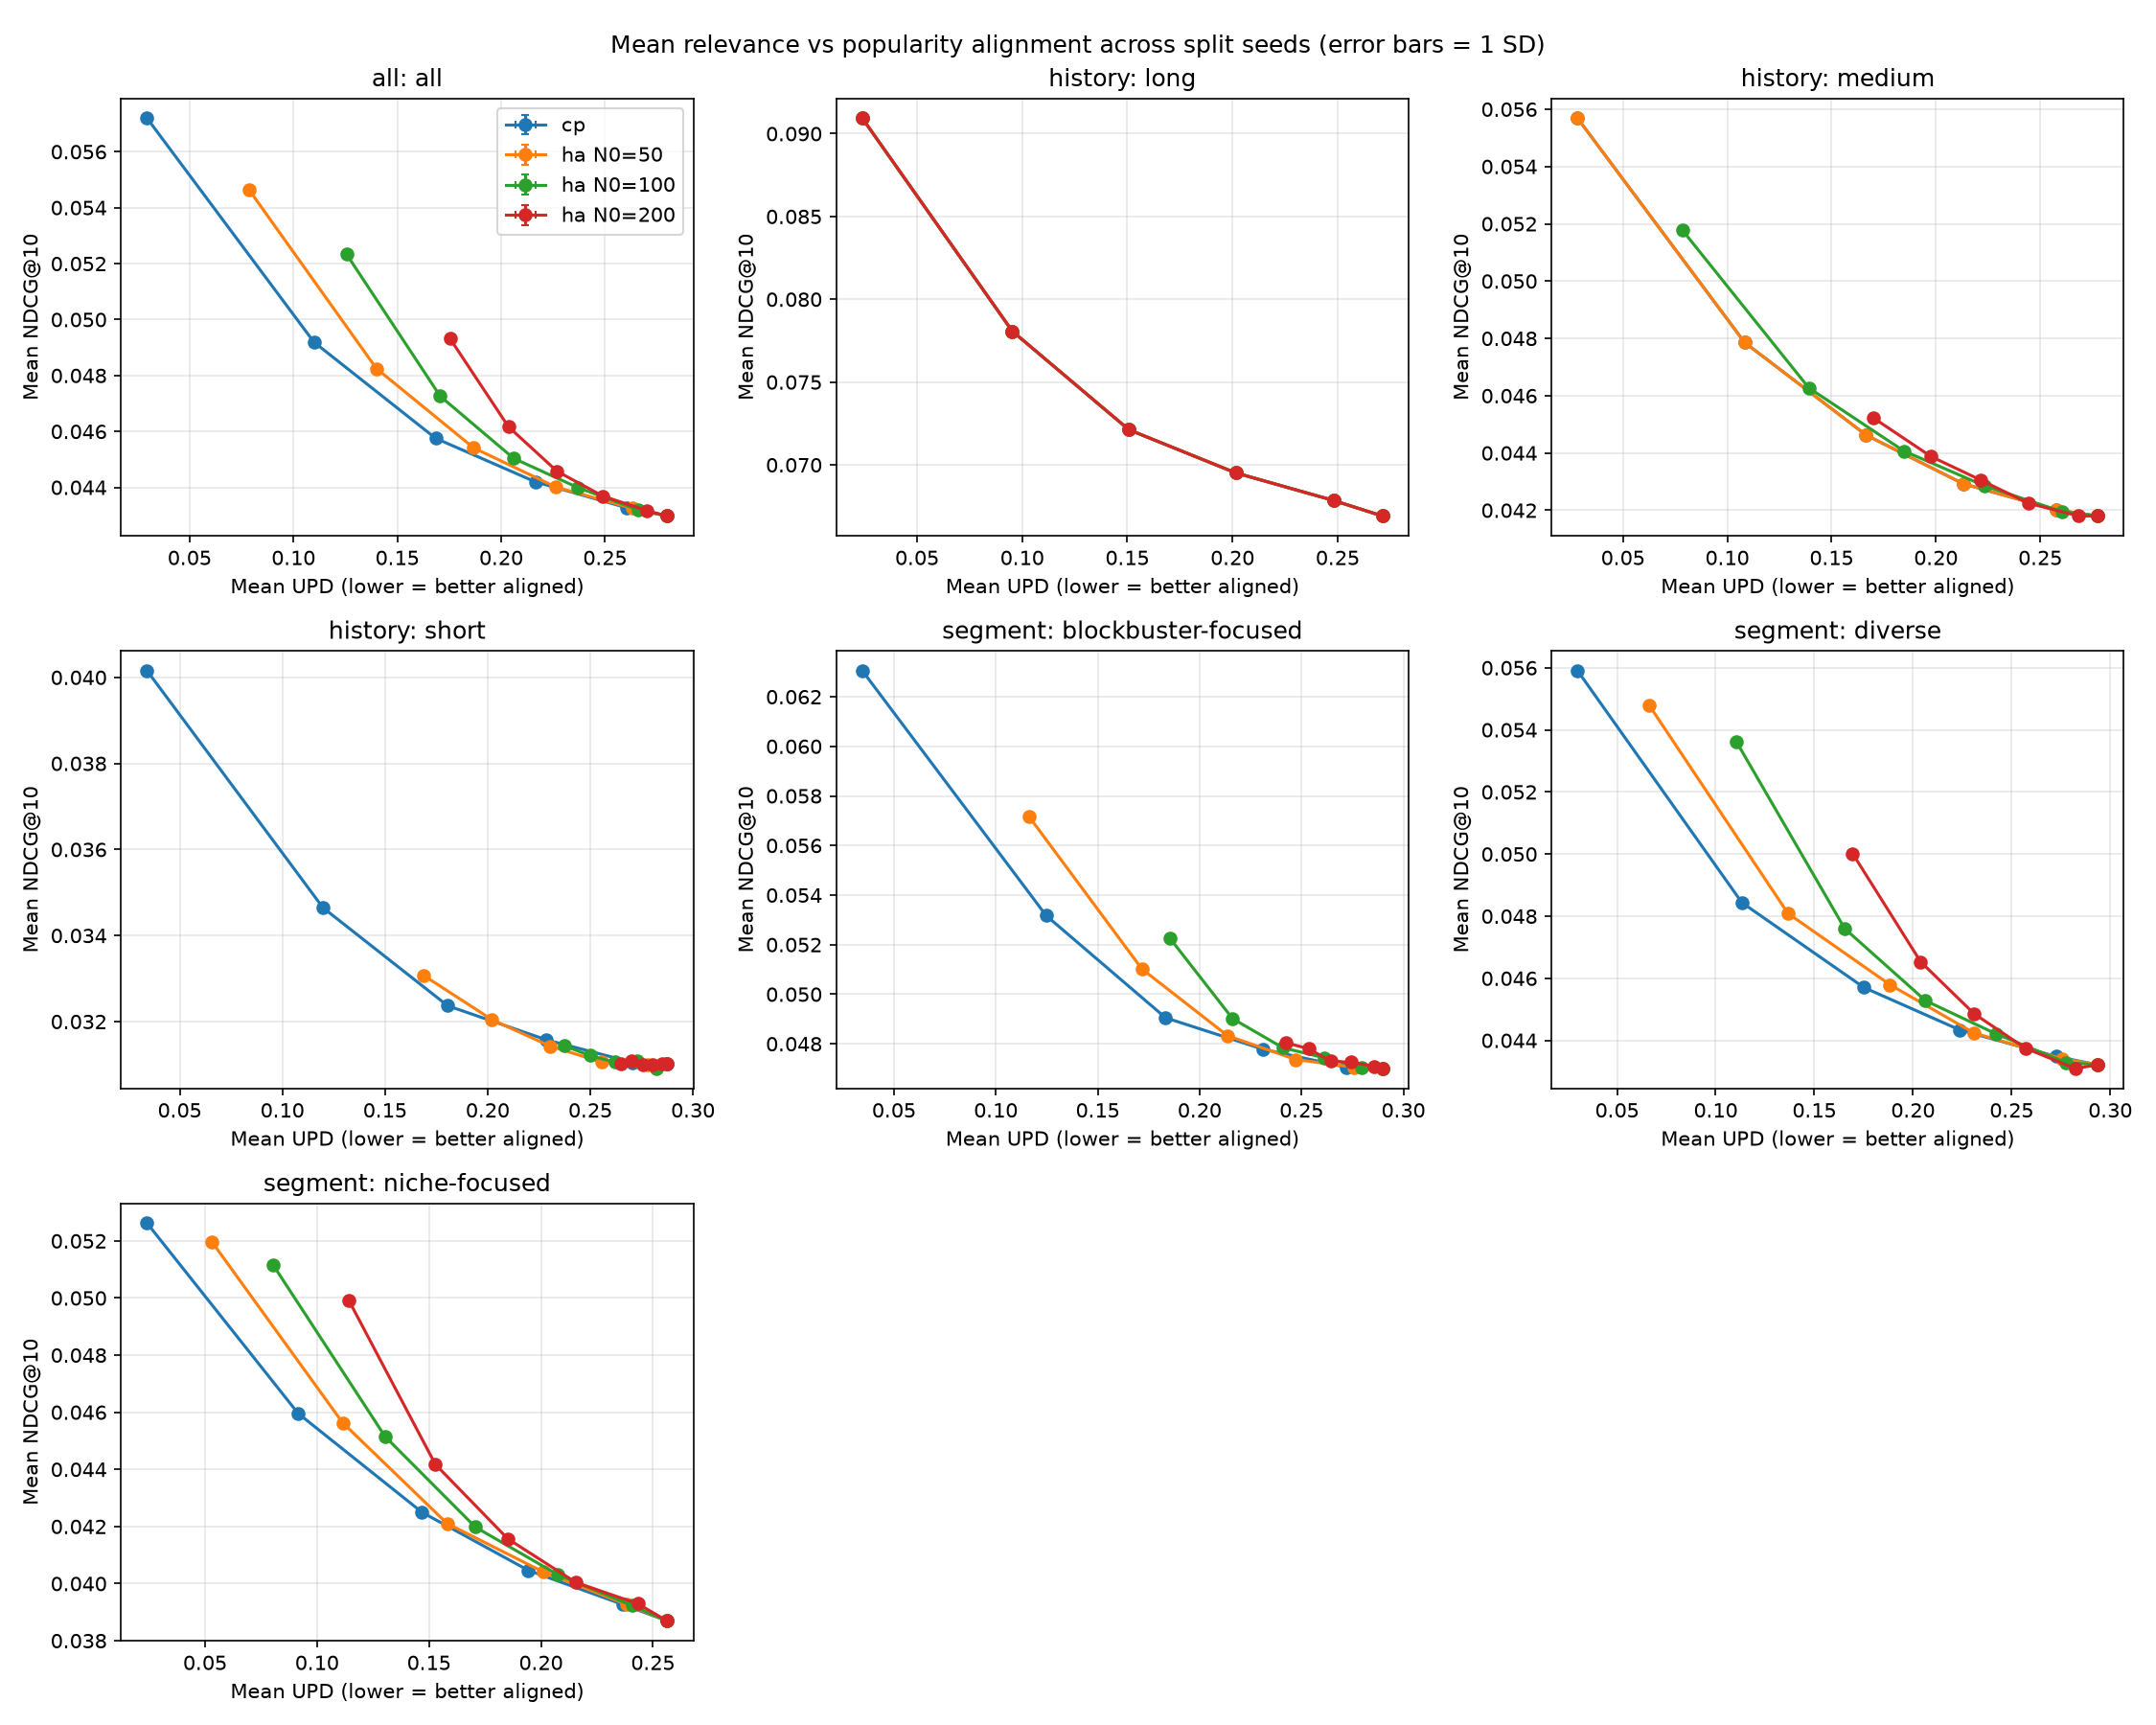 Mean relevance vs popularity alignment across split seeds (error bars = 1 SD)
all: all
0.056
0.054
0.052
0.050
0.048
0.046
0.044
Mean NDCG@10
cp
ha N0=50
ha N0=100
ha N0=200
0.05 0.10 0.15 0.20 0.25
Mean UPD (lower = better aligned)
history: long
0.090
0.085
0.080
0.075
0.070
Mean NDCG@10
0.05 0.10 0.15 0.20 0.25
Mean UPD (lower = better aligned)
history: medium
0.056
0.054
0.052
0.050
0.048
0.046
0.044
0.042
Mean NDCG@10
0.05 0.10 0.15 0.20 0.25
Mean UPD (lower = better aligned)
history: short
0.040
0.038
0.036
0.034
0.032
Mean NDCG@10
0.05 0.10 0.15 0.20 0.25 0.30
Mean UPD (lower = better aligned)
segment: blockbuster-focused
0.062
0.060
0.058
0.056
0.054
0.052
0.050
0.048
Mean NDCG@10
0.05 0.10 0.15 0.20 0.25 0.30
Mean UPD (lower = better aligned)
segment: diverse
0.056
0.054
0.052
0.050
0.048
0.046
0.044
Mean NDCG@10
0.05 0.10 0.15 0.20 0.25 0.30
Mean UPD (lower = better aligned)
segment: niche-focused
0.052
0.050
0.048
0.046
0.044
0.042
0.040
0.038
Mean NDCG@10
0.05 0.10 0.15 0.20 0.25
Mean UPD (lower = better aligned)